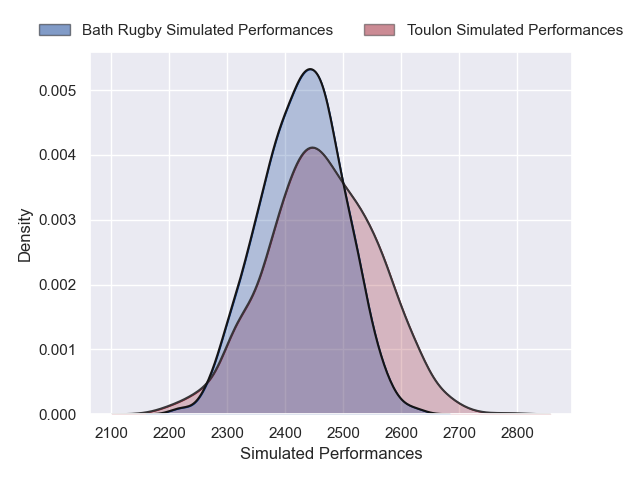 Bath Rugby Simulated Performances
Toulon Simulated Performances
0.005
0.004
0.003
0.002
0.001
0.000
Density
2100 2200 2300 2400 2500 2600 2700 2800
Simulated Performances